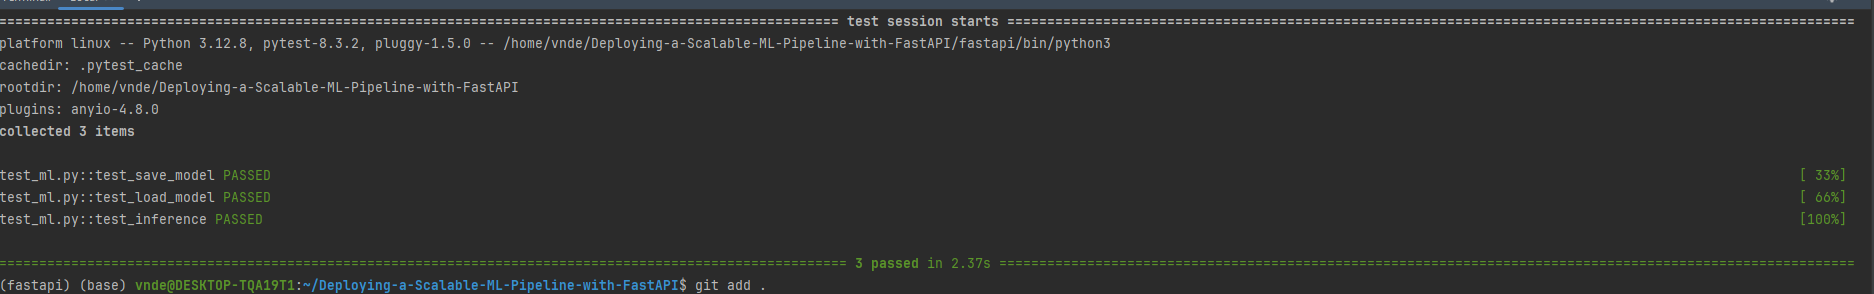 ============================= test session starts =============================
platform linux -- Python 3.12.8, pytest-8.3.2, pluggy-1.5.0 -- /home/vnde/Deploying-a-Scalable-ML-Pipeline-with-FastAPI/fastapi/bin/python3
cachedir: .pytest_cache
rootdir: /home/vnde/Deploying-a-Scalable-ML-Pipeline-with-FastAPI
plugins: anyio-4.8.0
collected 3 items
test_ml.py::test_save_model PASSED [ 33%]
test_ml.py::test_load_model PASSED [ 66%]
test_ml.py::test_inference PASSED [100%]
============================= 3 passed in 2.37s =============================
(fastapi) (base) vnde@DESKTOP-TQA19T1:~/Deploying-a-Scalable-ML-Pipeline-with-FastAPI$ git add .